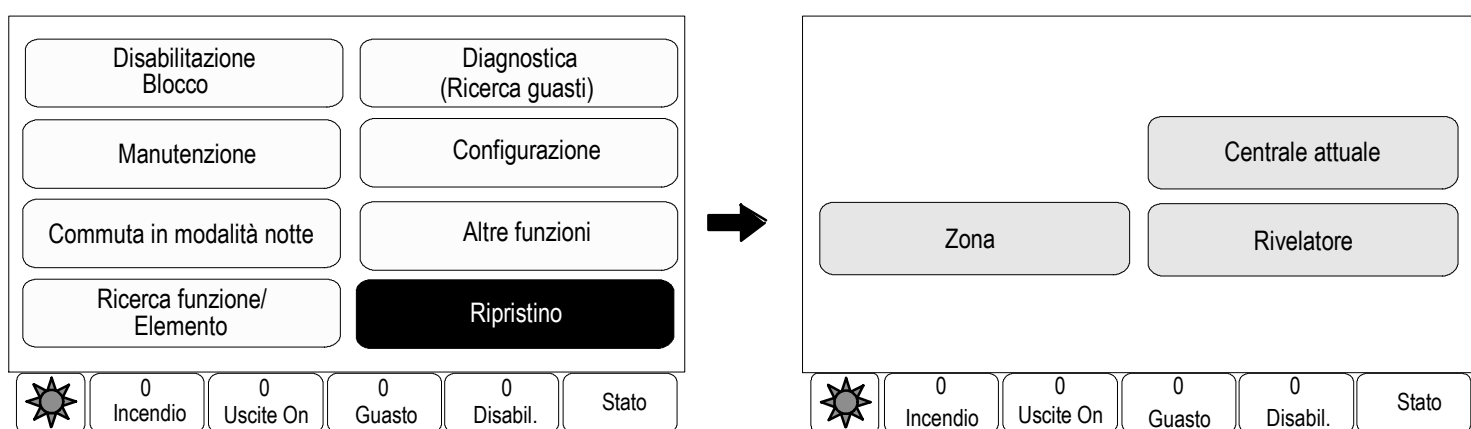 Disabilitazione
Blocco
Diagnostica
(Ricerca guasti)
Manutenzione
Configurazione
Commuta in modalità notte
Altre funzioni
Ricerca funzione/
Elemento
Ripristino
0
Incendio
0
Uscite On
0
Guasto
0
Disabil.
Stato
Centrale attuale
Zona
Rivelatore
0
Incendio
0
Uscite On
0
Guasto
0
Disabil.
Stato